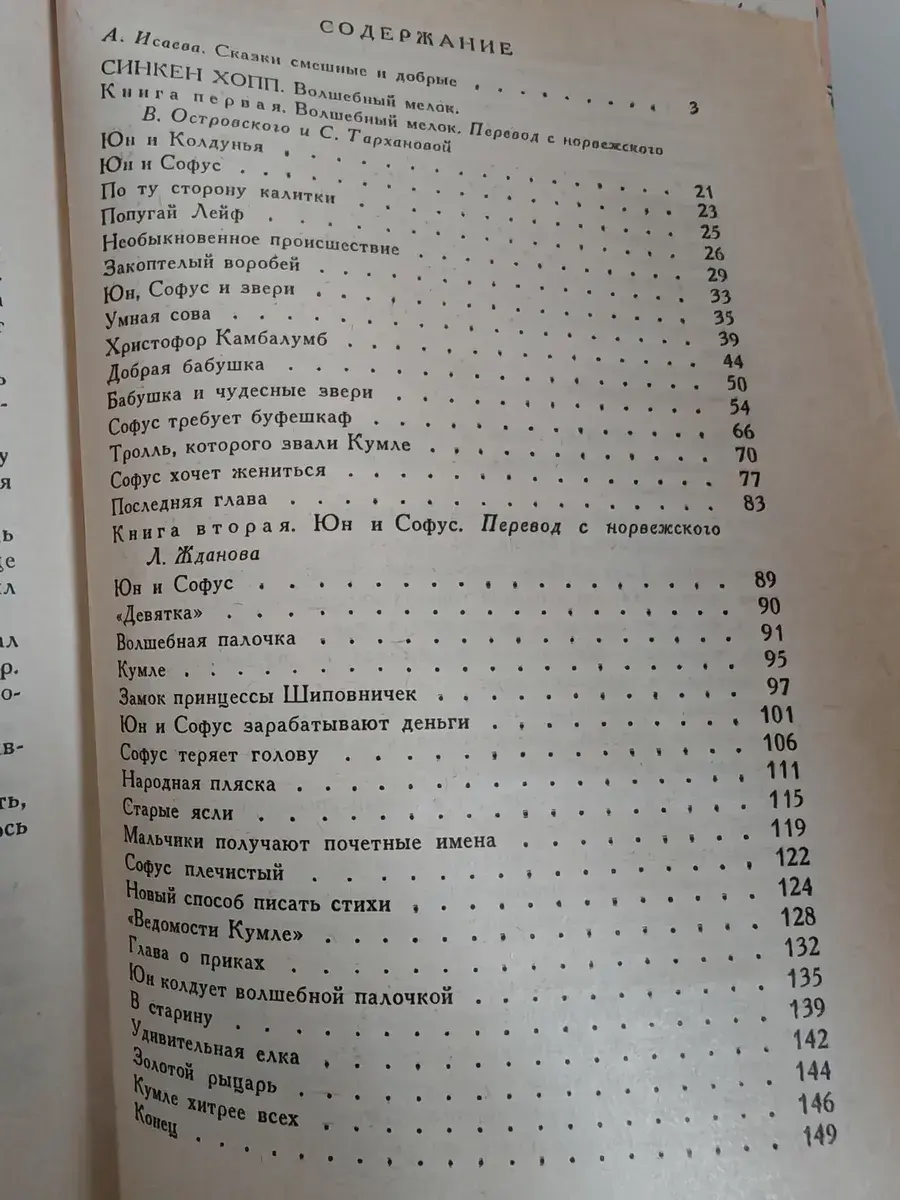 СОДЕРЖАНИЕ
А. Исаева. Сказки смешные и добрые . . . . . . . . 3
СИНКЕН ХОПП. Волшебный мелок.
Книга первая. Волшебный мелок. Перевод с норвежского
В. Островского и С. Тархановой
Юн и Колдунья . . . . . . . . . . . . . . 21
Юн и Софус . . . . . . . . . . . . . . . 23
По ту сторону калитки . . . . . . . . . . . 25
Попугай Лейф . . . . . . . . . . . . . . 26
Необыкновенное происшествие . . . . . . . . . 29
Закоптелый воробей . . . . . . . . . . . . 33
Юн, Софус и звери . . . . . . . . . . . . 35
Умная сова . . . . . . . . . . . . . . . 39
Христофор Камбалумб . . . . . . . . . . . 44
Добрая бабушка . . . . . . . . . . . . . 50
Бабушка и чудесные звери . . . . . . . . . . 54
Софус требует буфешкаф . . . . . . . . . . 66
Тролль, которого звали Кумле . . . . . . . . . 70
Софус хочет жениться . . . . . . . . . . . 77
Последняя глава . . . . . . . . . . . . . 83
Книга вторая. Юн и Софус. Перевод с норвежского
Л. Жданова
Юн и Софус . . . . . . . . . . . . . . . 89
«Девятка» . . . . . . . . . . . . . . . . 90
Волшебная палочка . . . . . . . . . . . . . 91
Кумле . . . . . . . . . . . . . . . . . 95
Замок принцессы Шиповничек . . . . . . . . . 97
Юн и Софус зарабатывают деньги . . . . . . . . 101
Софус теряет голову . . . . . . . . . . . . 106
Народная пляска . . . . . . . . . . . . . 111
Старые ясли . . . . . . . . . . . . . . . 115
Мальчики получают почетные имена . . . . . . . 119
Софус плечистый . . . . . . . . . . . . . 122
Новый способ писать стихи . . . . . . . . . . 124
«Ведомости Кумле» . . . . . . . . . . . . . 128
Глава о приках . . . . . . . . . . . . . . 132
Юн колдует волшебной палочкой . . . . . . . . 135
В старину . . . . . . . . . . . . . . . . 139
Удивительная елка . . . . . . . . . . . . . 142
Золотой рыцарь . . . . . . . . . . . . . . 144
Кумле хитрее всех . . . . . . . . . . . . . 146
Конец . . . . . . . . . . . . . . . . . 149